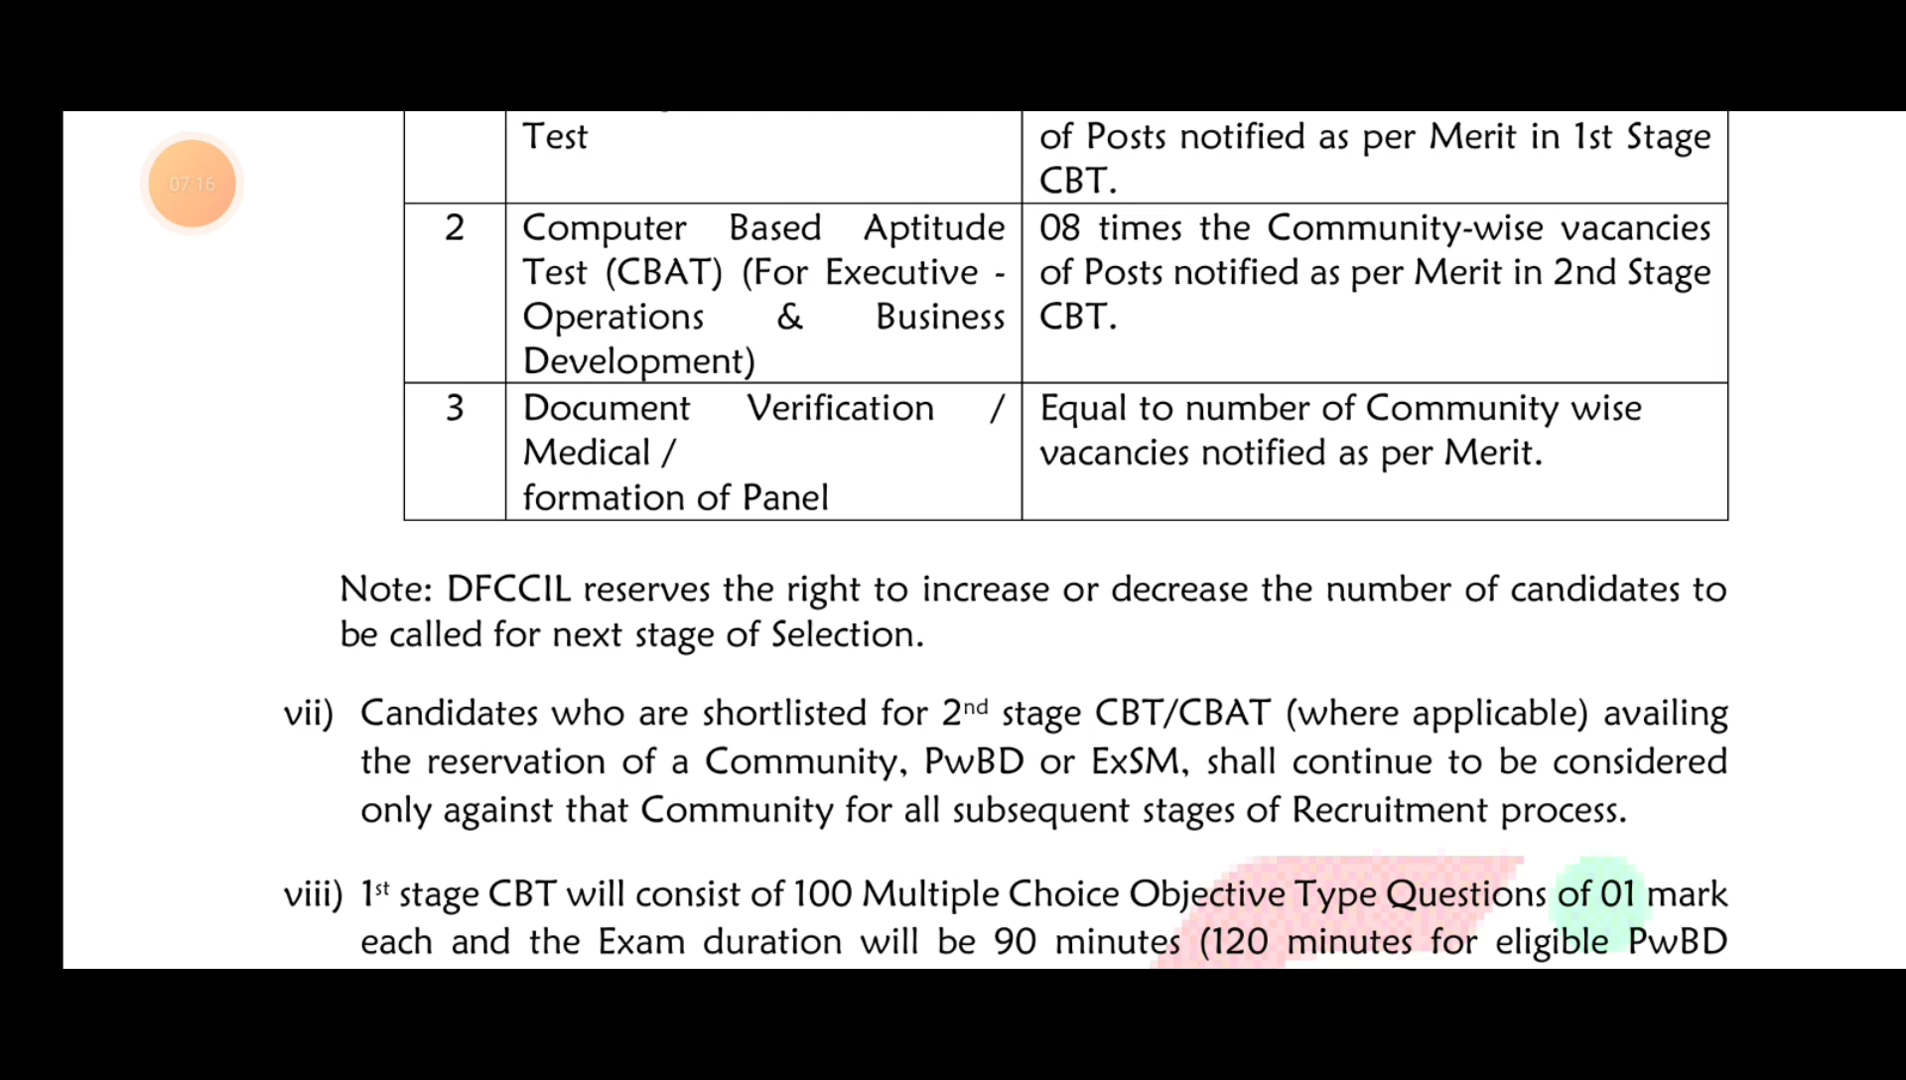 Test
of Posts notified as per Merit in 1st Stage
CBT.
07:16
2
Computer Based Aptitude
Test (CBAT) (For Executive -
Operations & Business
Development)
08 times the Community-wise vacancies
of Posts notified as per Merit in 2nd Stage
CBT.
3
Document Verification /
Medical /
formation of Panel
Equal to number of Community wise
vacancies notified as per Merit.
Note: DFCCIL reserves the right to increase or decrease the number of candidates to
be called for next stage of Selection.
vii) Candidates who are shortlisted for 2nd stage CBT/CBAT (where applicable) availing
the reservation of a Community, PwBD or ExSM, shall continue to be considered
only against that Community for all subsequent stages of Recruitment process.
viii) 1st stage CBT will consist of 100 Multiple Choice Objective Type Questions of 01 mark
each and the Exam duration will be 90 minutes (120 minutes for eligible PwBD